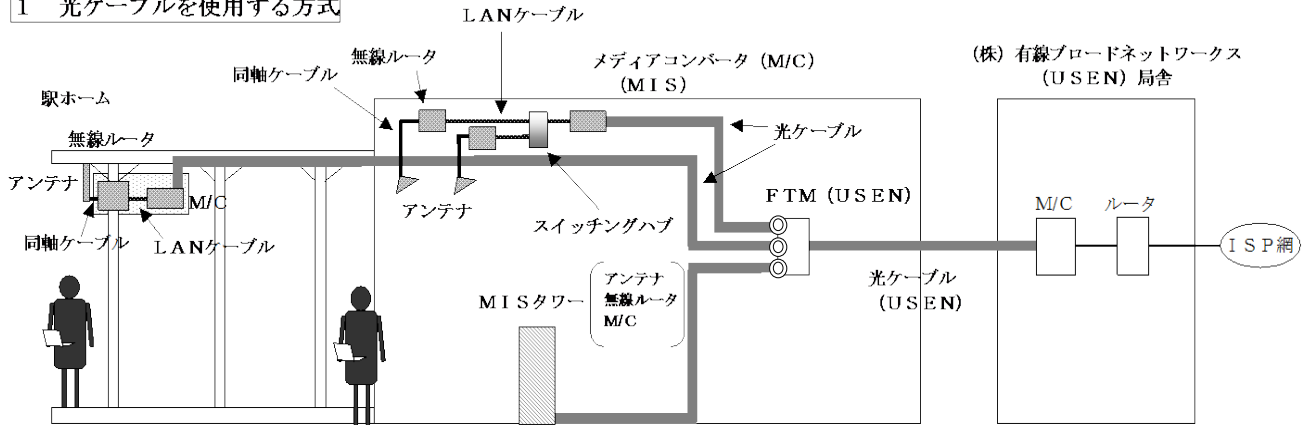 1　光ケーブルを使用する方式
LANケーブル
無線ルータ
同軸ケーブル
メディアコンバータ（M/C）
（MIS）
（株）有線ブロードネットワークス
（USEN）局舎
駅ホーム
無線ルータ
光ケーブル
アンテナ
M/C
アンテナ
FTM（USEN）
M/C
ルータ
同軸ケーブル
LANケーブル
スイッチングハブ
ISP網
MISタワー
アンテナ
無線ルータ
M/C
光ケーブル
（USEN）